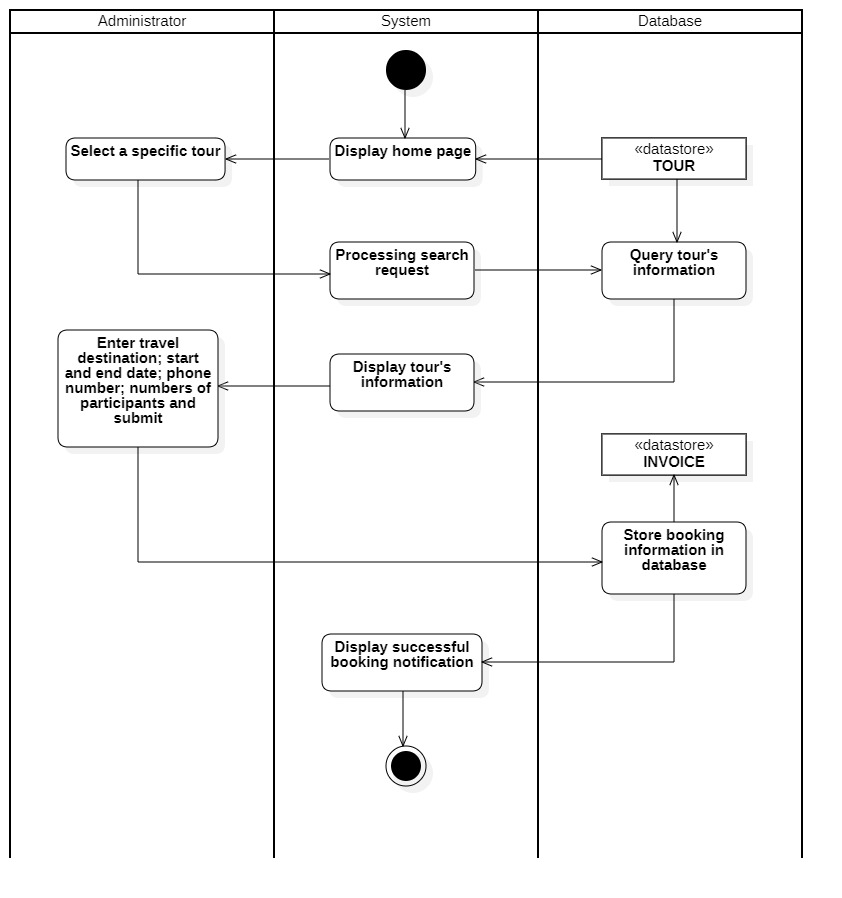 Administrator
System
Database
Select a specific tour
Display home page
«datastore»
TOUR
Processing search
request
Query tour's
information
Enter travel
destination; start
and end date; phone
number; numbers of
participants and
submit
Display tour's
information
«datastore»
INVOICE
Store booking
information in
database
Display successful
booking notification